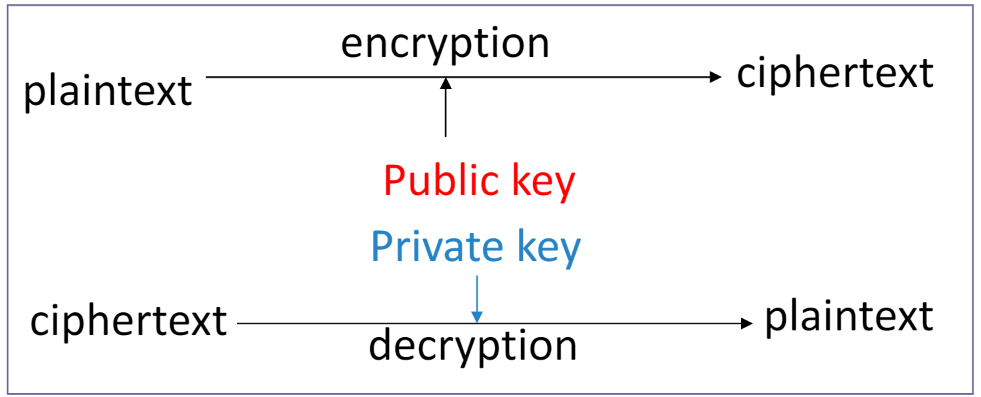 encryption
plaintext
ciphertext
Public key
Private key
ciphertext
plaintext
decryption